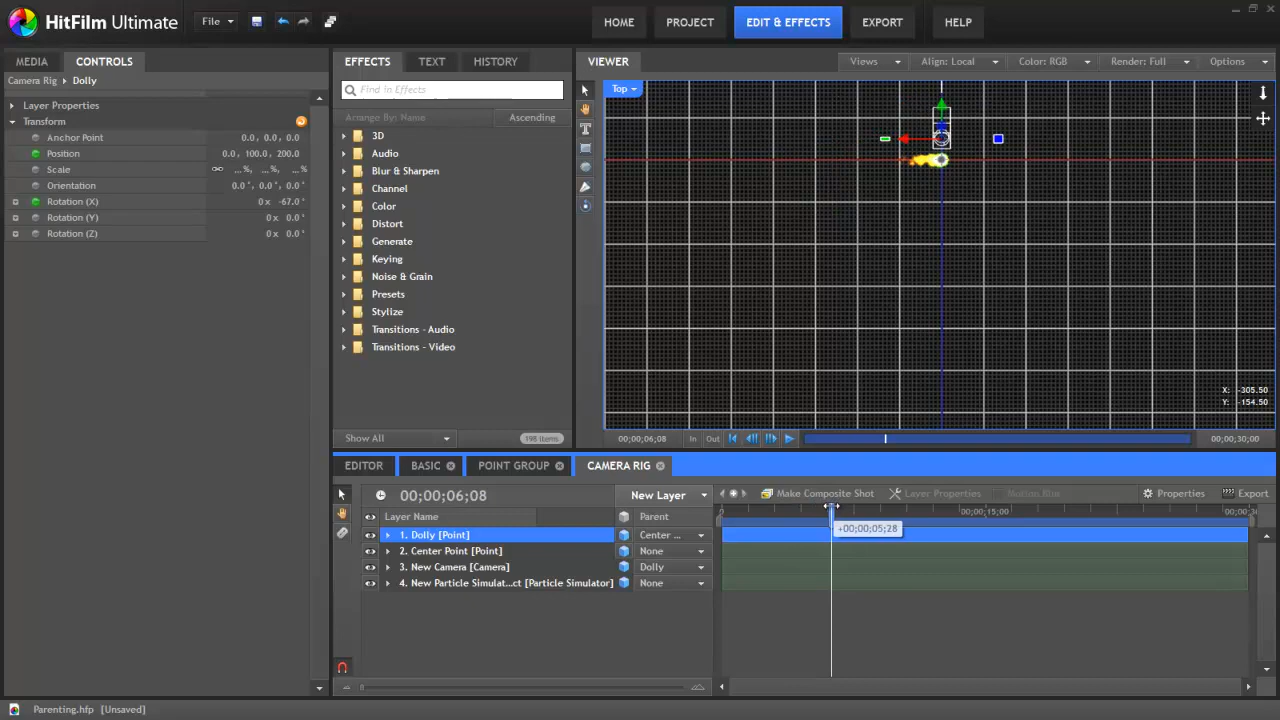 HitFilm Ultimate File HOME PROJECT EDIT & EFFECTS EXPORT HELP
MEDIA CONTROLS
Camera Rig Dolly
Layer Properties
Transform
Anchor Point 0.0, 0.0, 0.0
Position 0.0, 100.0, 200.0
Scale ...%, ...%, ...%
Orientation 0.0°, 0.0°, 0.0°
Rotation (X) 0 x -67.0°
Rotation (Y) 0 x 0.0°
Rotation (Z) 0 x 0.0°
EFFECTS TEXT HISTORY
Find in Effects
Arrange By: Name Ascending
3D
Audio
Blur & Sharpen
Channel
Color
Distort
Generate
Keying
Noise & Grain
Presets
Stylize
Transitions - Audio
Transitions - Video
Show All 198 items
VIEWER Views Align: Local Color: RGB Render: Full Options
Top
X: -305.50
Y: -154.50
00;00;06;08 In Out 00;00;30;00
EDITOR BASIC POINT GROUP CAMERA RIG
00;00;06;08 New Layer Make Composite Shot Layer Properties Motion Blur Properties Export
Layer Name Parent 0 00;00;15;00
+00;00;05;28
1. Dolly [Point] Center ...
2. Center Point [Point] None
3. New Camera [Camera] Dolly
4. New Particle Simulat...ct [Particle Simulator] None
Parenting.hfp [Unsaved]